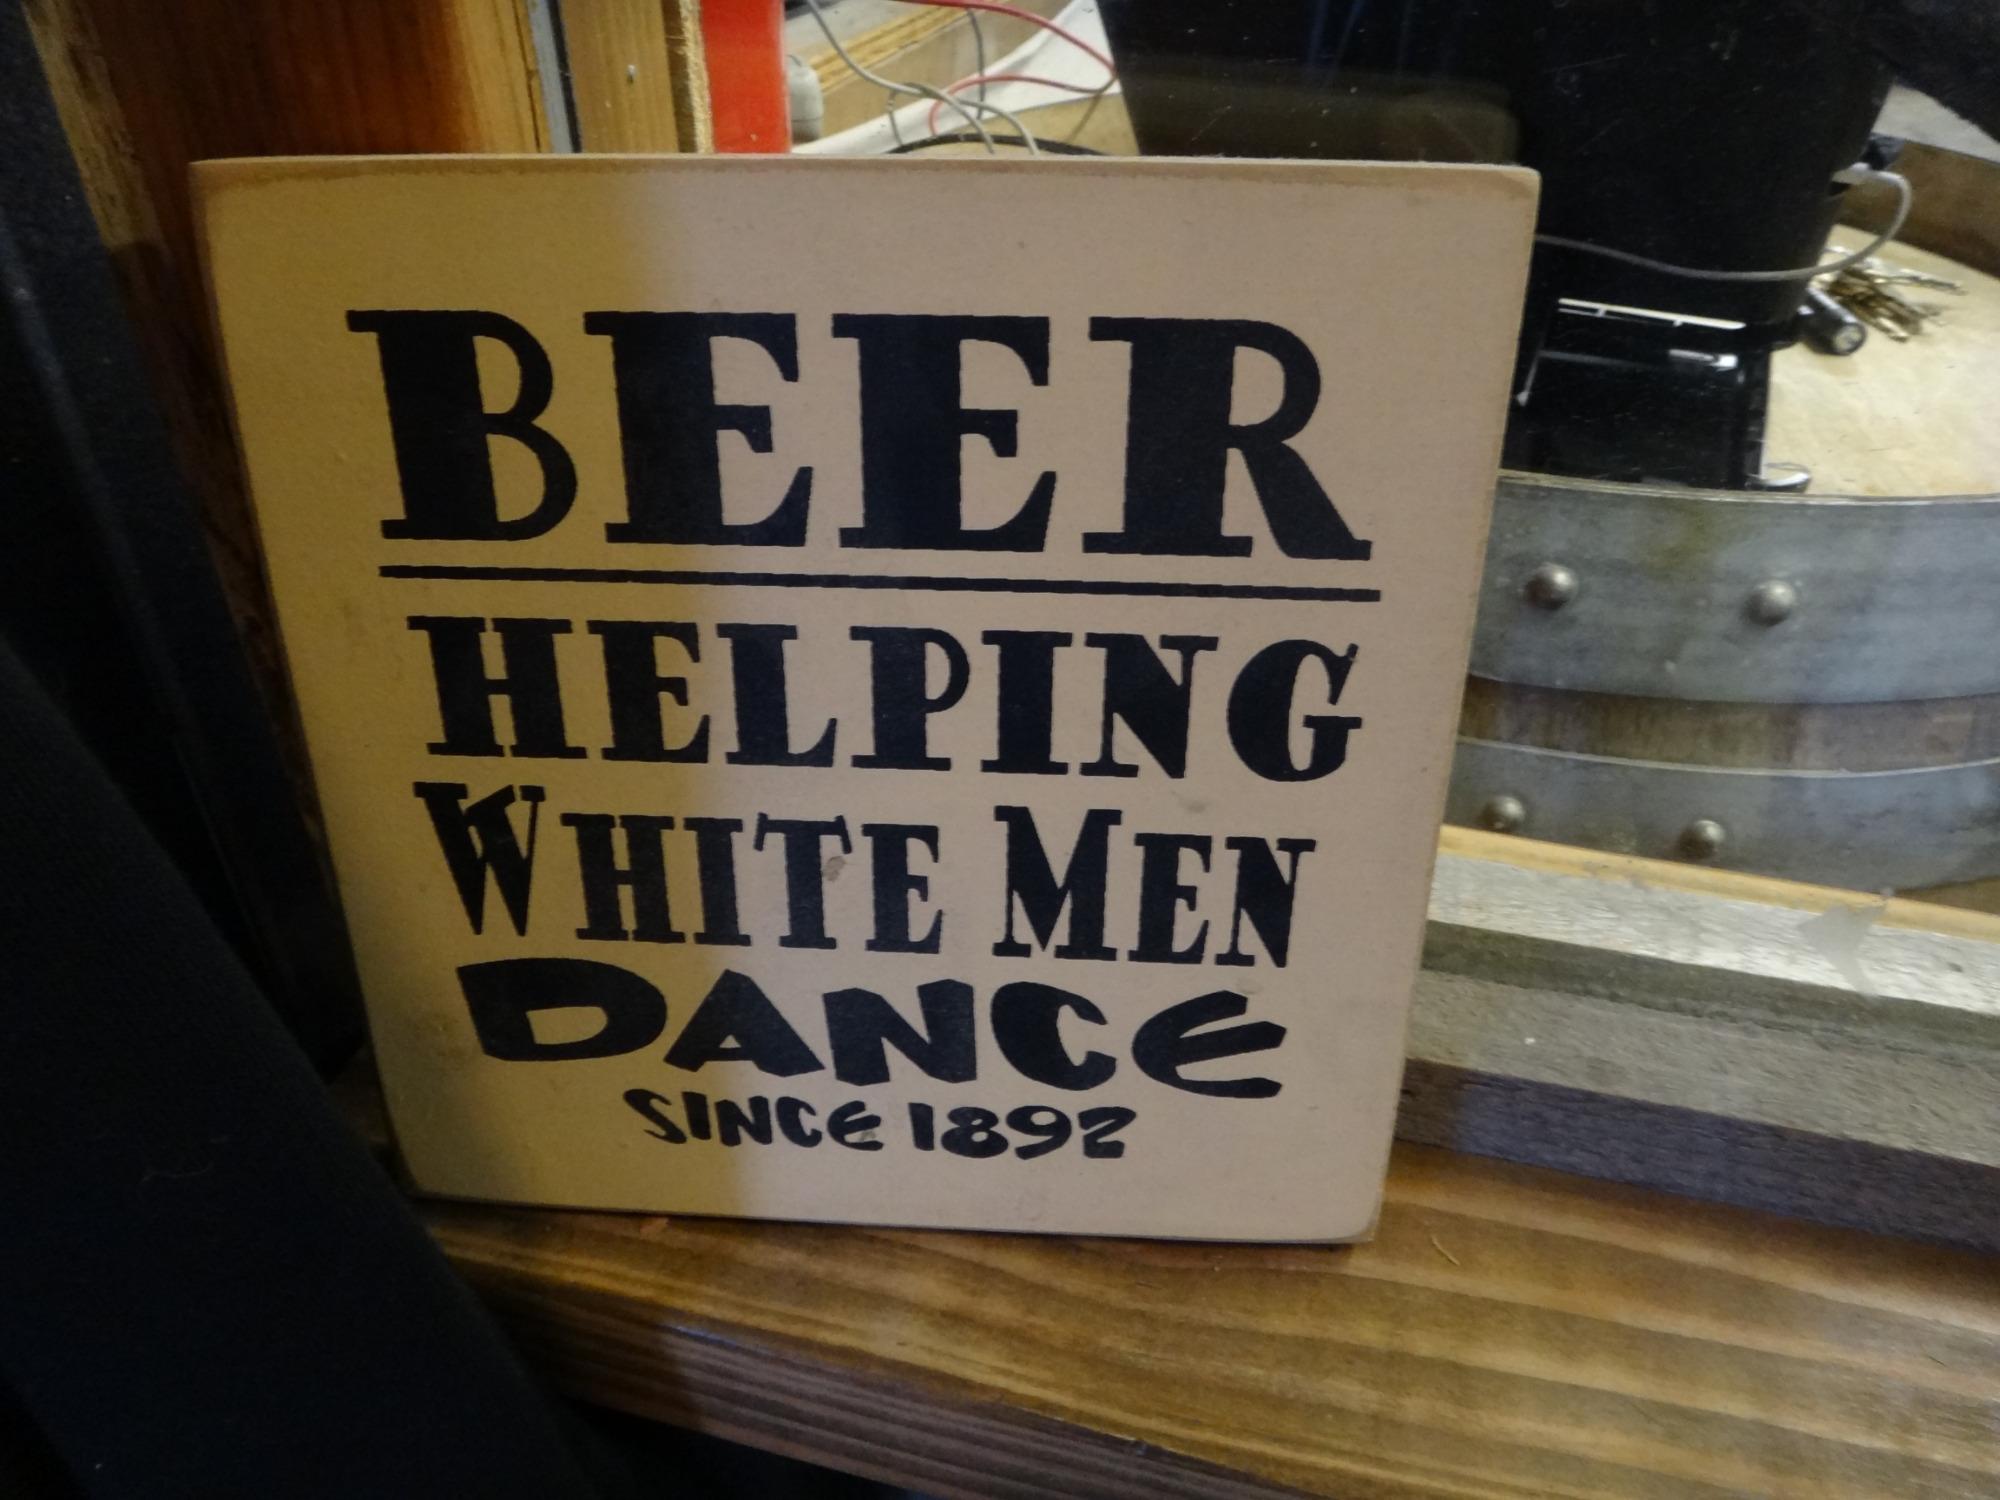 BEER
HELPING
WHITE MEN
DANCE
SINCE 1892